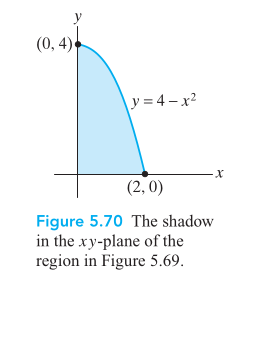 y
(0, 4)
y = 4 – x²
x
(2, 0)
Figure 5.70 The shadow
in the xy-plane of the
region in Figure 5.69.